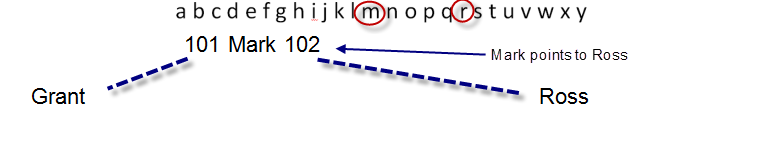 a b c d e f g h i j k l m n o p q r s t u v w x y
101 Mark 102
Mark points to Ross
Grant
Ross